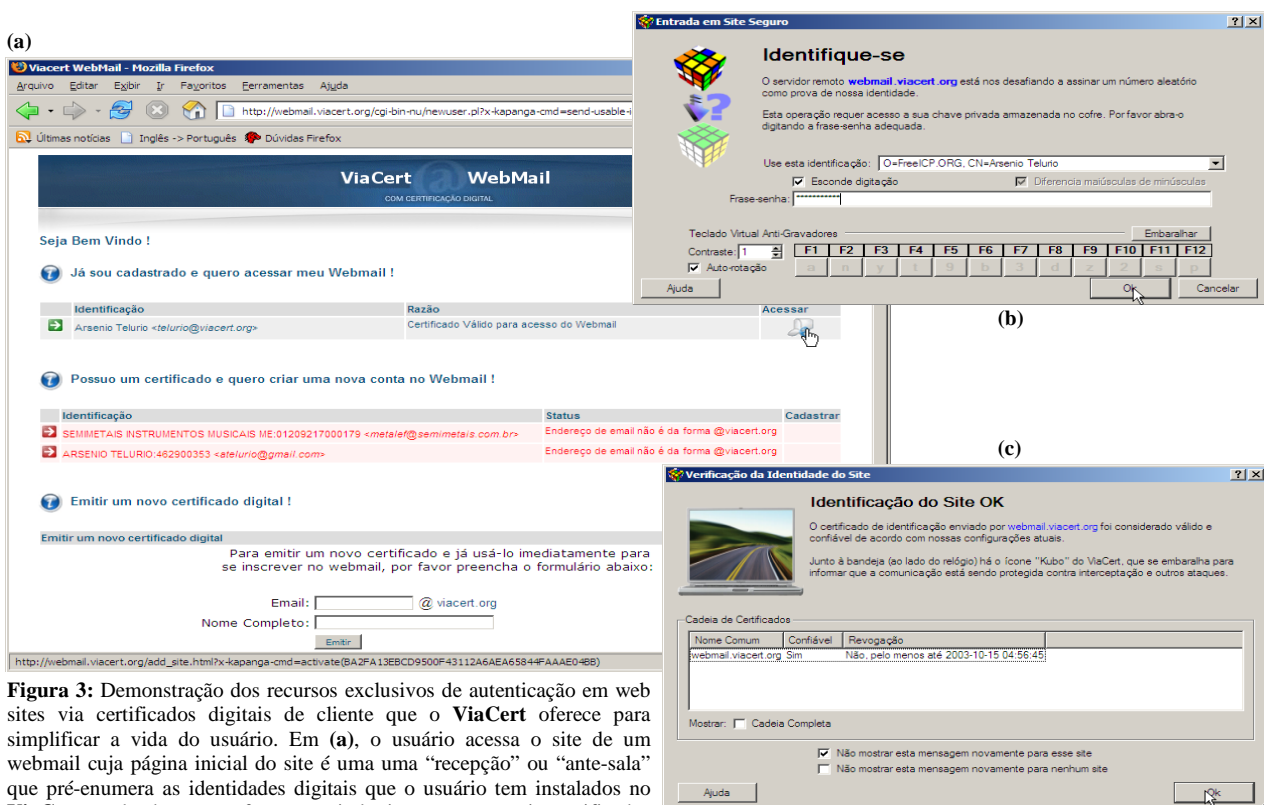 (a)
Viacert WebMail - Mozilla Firefox
Arquivo Editar Exibir Ir Favoritos Ferramentas Ajuda
http://webmail.viacert.org/cgi-bin-nu/newuser.pl?x-kapanga-cmd=send-usable-i
Últimas notícias Inglês -> Português Dúvidas Firefox
ViaCert @ WebMail
COM CERTIFICAÇÃO DIGITAL
Seja Bem Vindo !
Já sou cadastrado e quero acessar meu Webmail !
Identificação Razão Acessar
Arsenio Telurio <telurio@viacert.org> Certificado Válido para acesso do Webmail
Possuo um certificado e quero criar uma nova conta no Webmail !
Identificação Status Cadastrar
SEMIMETAIS INSTRUMENTOS MUSICAIS ME:01209217000179 <metalef@semimetais.com.br> Endereço de email não é da forma @viacert.org
ARSENIO TELURIO:462900353 <atelurio@gmail.com> Endereço de email não é da forma @viacert.org
Emitir um novo certificado digital !
Emitir um novo certificado digital
Para emitir um novo certificado e já usá-lo imediatamente para
se inscrever no webmail, por favor preencha o formulário abaixo:
Email: @ viacert.org
Nome Completo:
Emitir
http://webmail.viacert.org/add_site.html?x-kapanga-cmd=activate(BA2FA13EBCD9500F43112A6AEA65844FAAAE04BB)
Entrada em Site Seguro
Identifique-se
O servidor remoto webmail.viacert.org está nos desafiando a assinar um número aleatório
como prova de nossa identidade.
Esta operação requer acesso a sua chave privada armazenada no cofre. Por favor abra-o
digitando a frase-senha adequada.
Use esta identificação: O=FreeICP.ORG, CN=Arsenio Telurio
Esconde digitação Diferencia maiúsculas de minúsculas
Frase-senha: ***********
Teclado Virtual Anti-Gravadores Embaralhar
Contraste: 1 F1 F2 F3 F4 F5 F6 F7 F8 F9 F10 F11 F12
Auto-rotação a n y t 9 b 3 d z 2 s p
Ajuda Ok Cancelar
(b)
(c)
Verificação da Identidade do Site
Identificação do Site OK
O certificado de identificação enviado por webmail.viacert.org foi considerado válido e
confiável de acordo com nossas configurações atuais.
Junto à bandeja (ao lado do relógio) há o ícone "Kubo" do ViaCert, que se embaralha para
informar que a comunicação está sendo protegida contra interceptação e outros ataques.
Cadeia de Certificados
Nome Comum Confiável Revogação
webmail.viacert.org Sim Não, pelo menos até 2003-10-15 04:56:45
Mostrar: Cadeia Completa
Não mostrar esta mensagem novamente para esse site
Não mostrar esta mensagem novamente para nenhum site
Ajuda Ok
Figura 3: Demonstração dos recursos exclusivos de autenticação em web
sites via certificados digitais de cliente que o ViaCert oferece para
simplificar a vida do usuário. Em (a), o usuário acessa o site de um
webmail cuja página inicial do site é uma uma “recepção” ou “ante-sala”
que pré-enumera as identidades digitais que o usuário tem instalados no